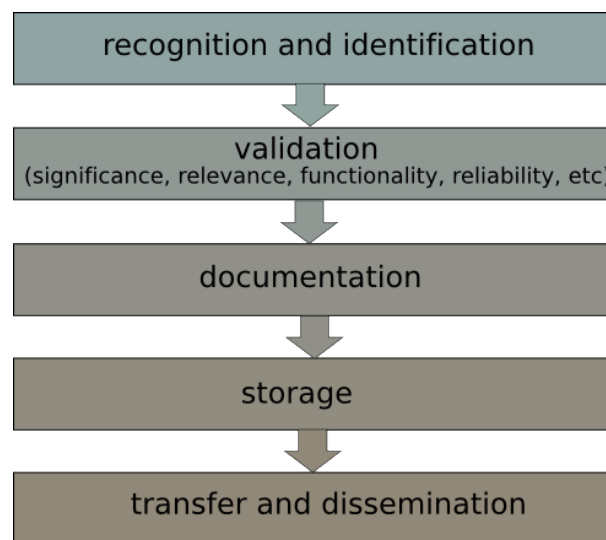 recognition and identification
validation
(significance, relevance, functionality, reliability, etc)
documentation
storage
transfer and dissemination